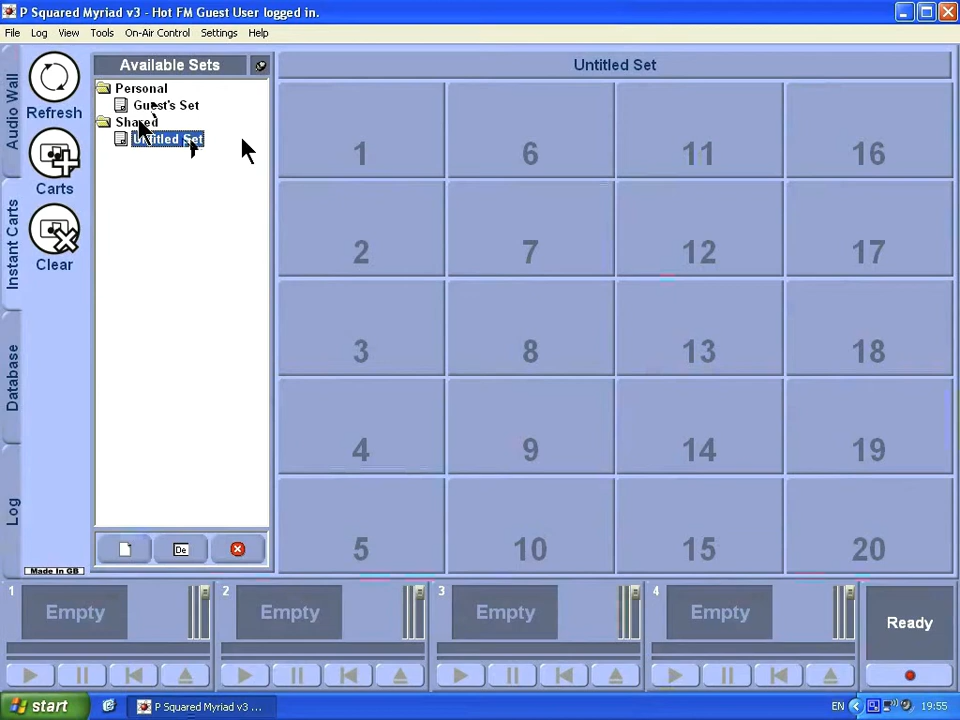 P Squared Myriad v3 - Hot FM Guest User logged in.
File Log View Tools On-Air Control Settings Help
Audio Wall
Instant Carts
Database
Log
Refresh
Carts
Clear
Made In GB
Available Sets
Personal
Guest's Set
Shared
Untitled Set
De
Untitled Set
1 6 11 16
2 7 12 17
3 8 13 18
4 9 14 19
5 10 15 20
1 Empty 2 Empty 3 Empty 4 Empty Ready
start P Squared Myriad v3 ... EN 19:55